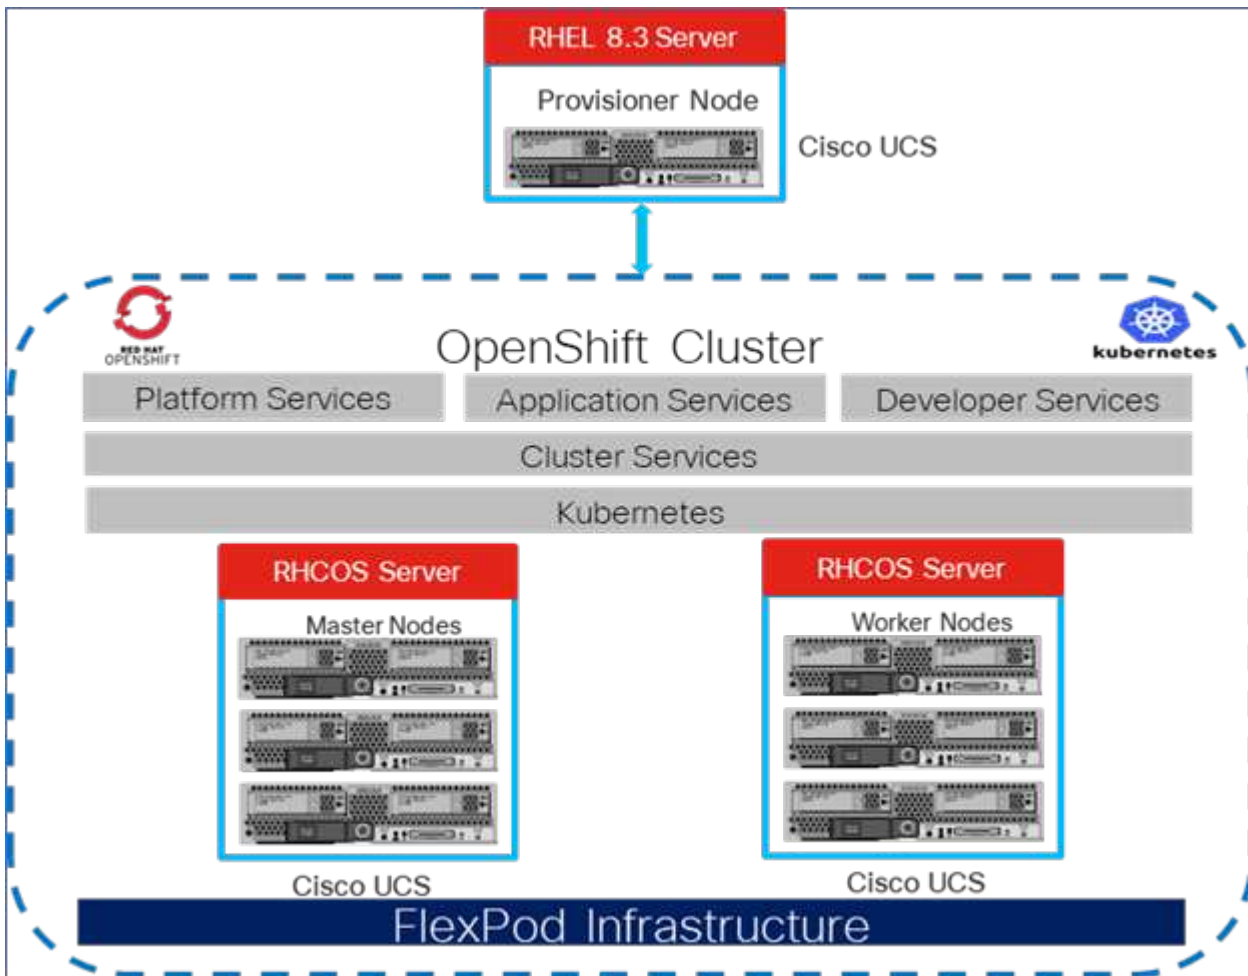 RHEL 8.3 Server
Provisioner Node
Cisco UCS
RED HAT
OPENSHIFT
OpenShift Cluster
kubernetes
Platform Services
Application Services
Developer Services
Cluster Services
Kubernetes
RHCOS Server
Master Nodes
Cisco UCS
RHCOS Server
Worker Nodes
Cisco UCS
FlexPod Infrastructure